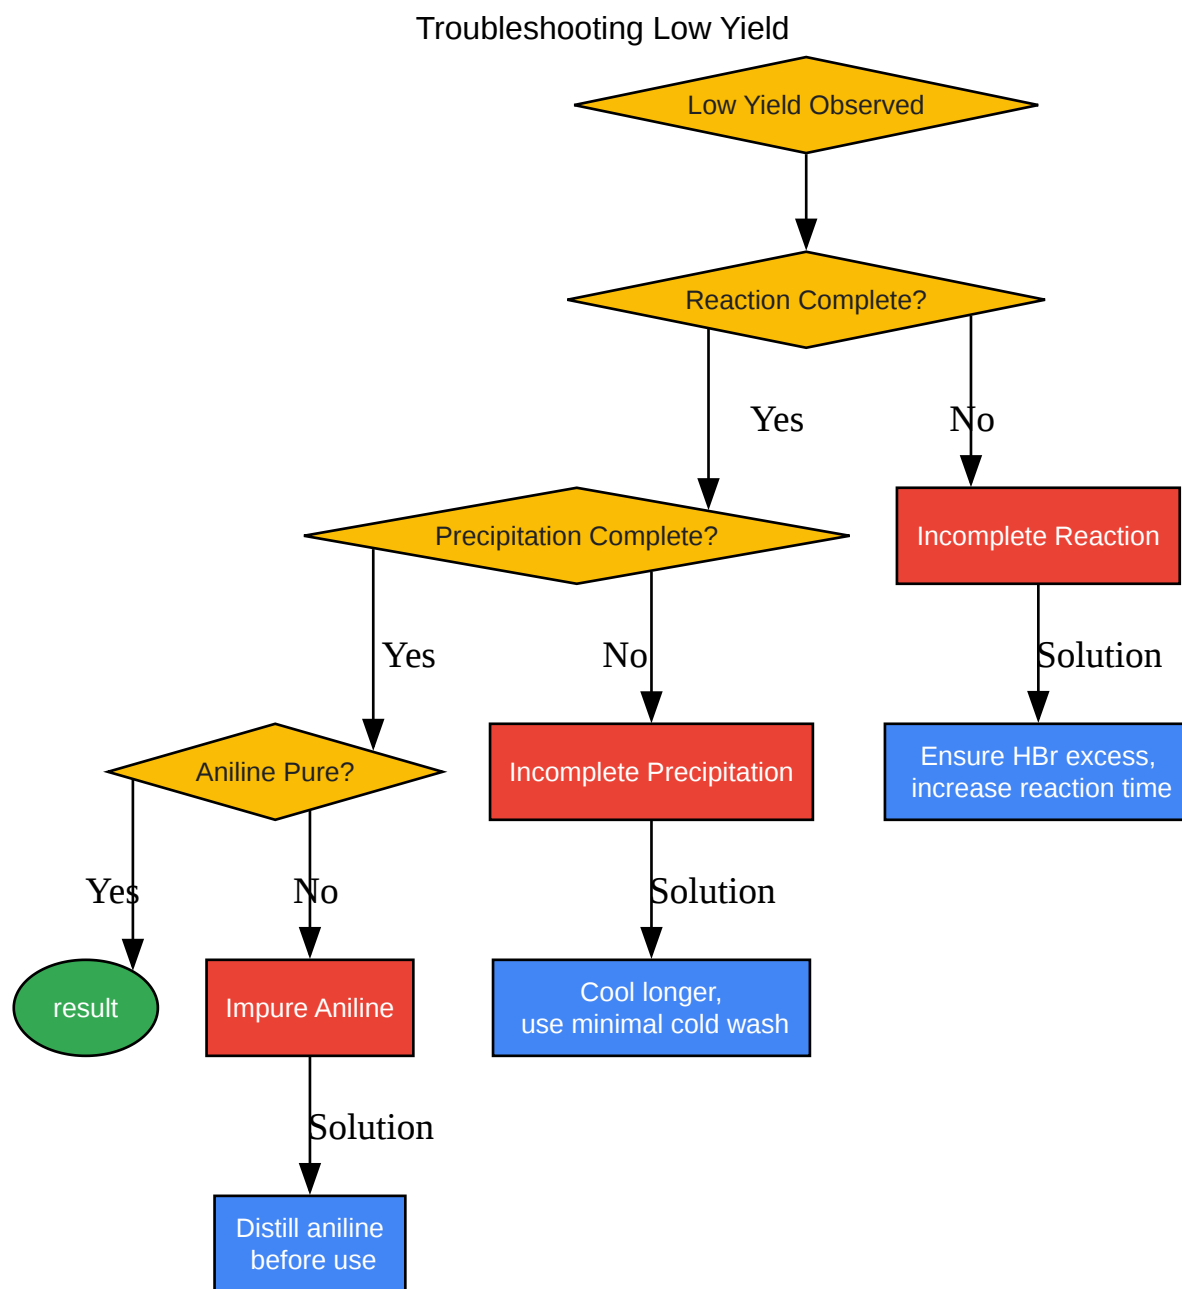 Troubleshooting Low Yield
Low Yield Observed
Reaction Complete?
Yes
No
Precipitation Complete?
Incomplete Reaction
Yes
No
Solution
Aniline Pure?
Incomplete Precipitation
Ensure HBr excess,
increase reaction time
Yes
No
Solution
result
Impure Aniline
Cool longer,
use minimal cold wash
Solution
Distill aniline
before use